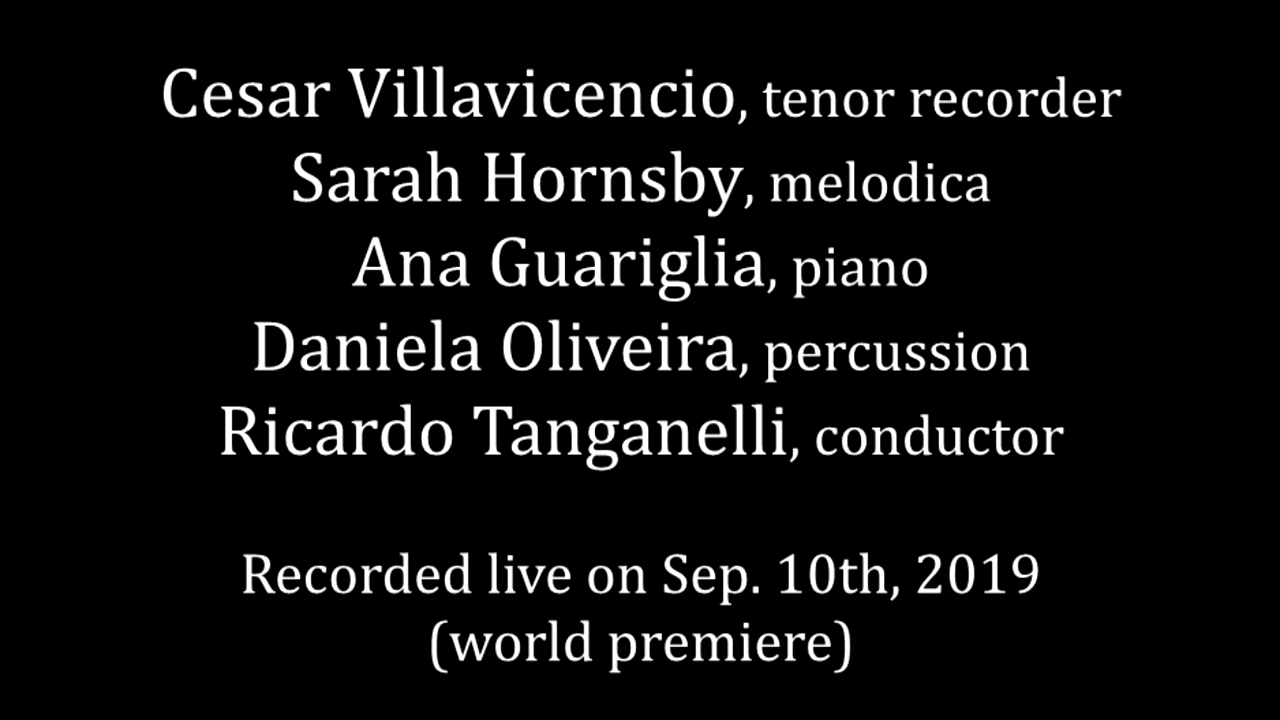 Cesar Villavicencio, tenor recorder
Sarah Hornsby, melodica
Ana Guariglia, piano
Daniela Oliveira, percussion
Ricardo Tanganelli, conductor
Recorded live on Sep. 10th, 2019
(world premiere)